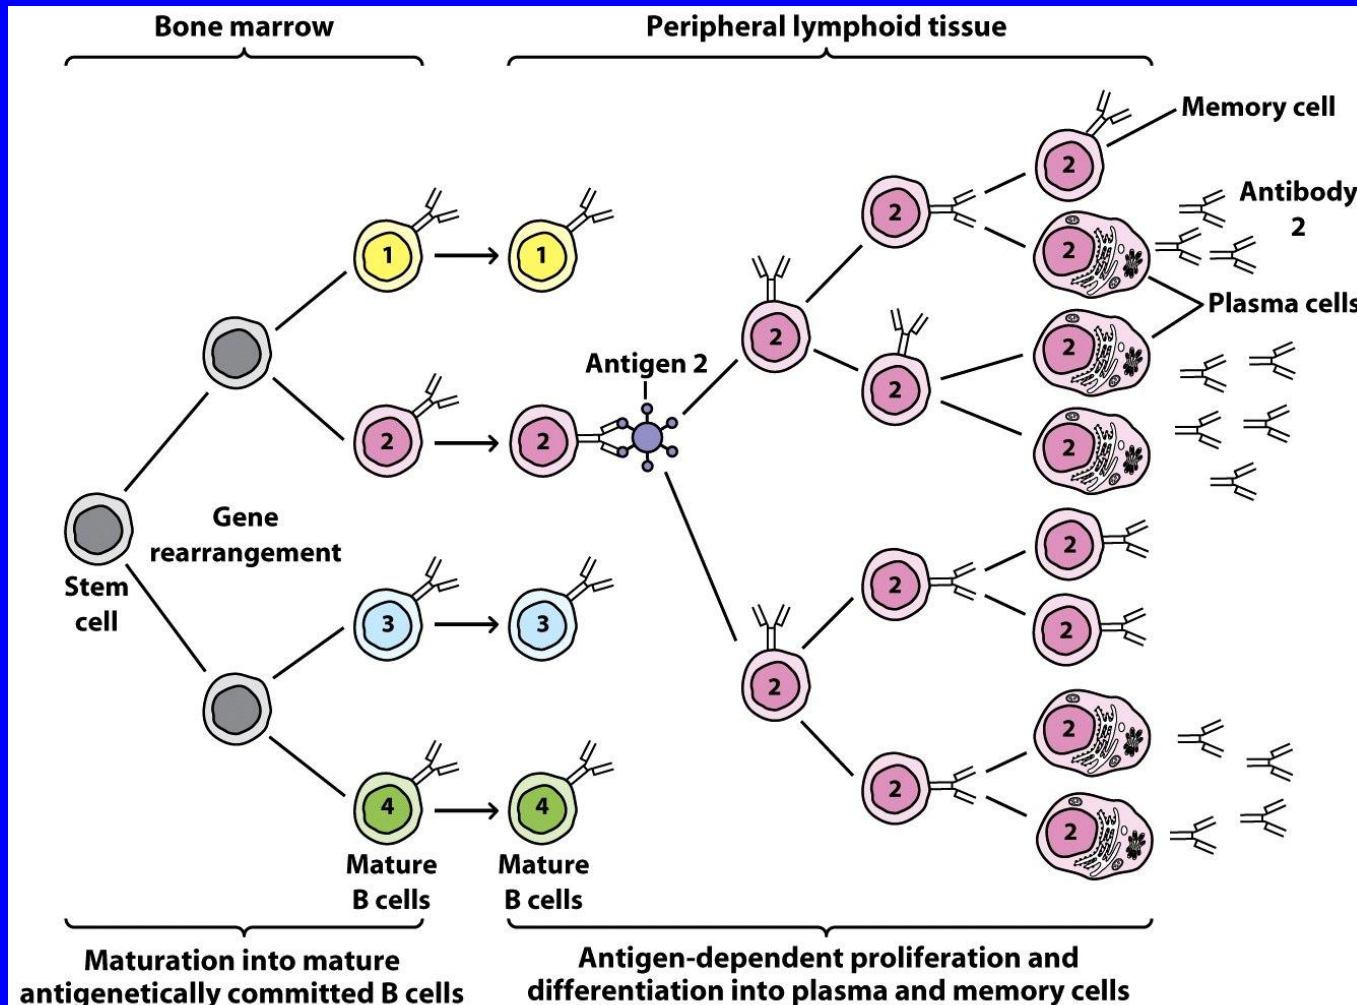 Bone marrow
Peripheral lymphoid tissue
Memory cell
2
2
Antibody
2
2
1
1
2
2
Plasma cells
2
2
Antigen 2
2
2
2
2
Gene
rearrangement
2
Stem
cell
3
3
2
2
2
2
4
4
2
2
Mature
B cells
Mature
B cells
Maturation into mature
antigenetically committed B cells
Antigen-dependent proliferation and
differentiation into plasma and memory cells